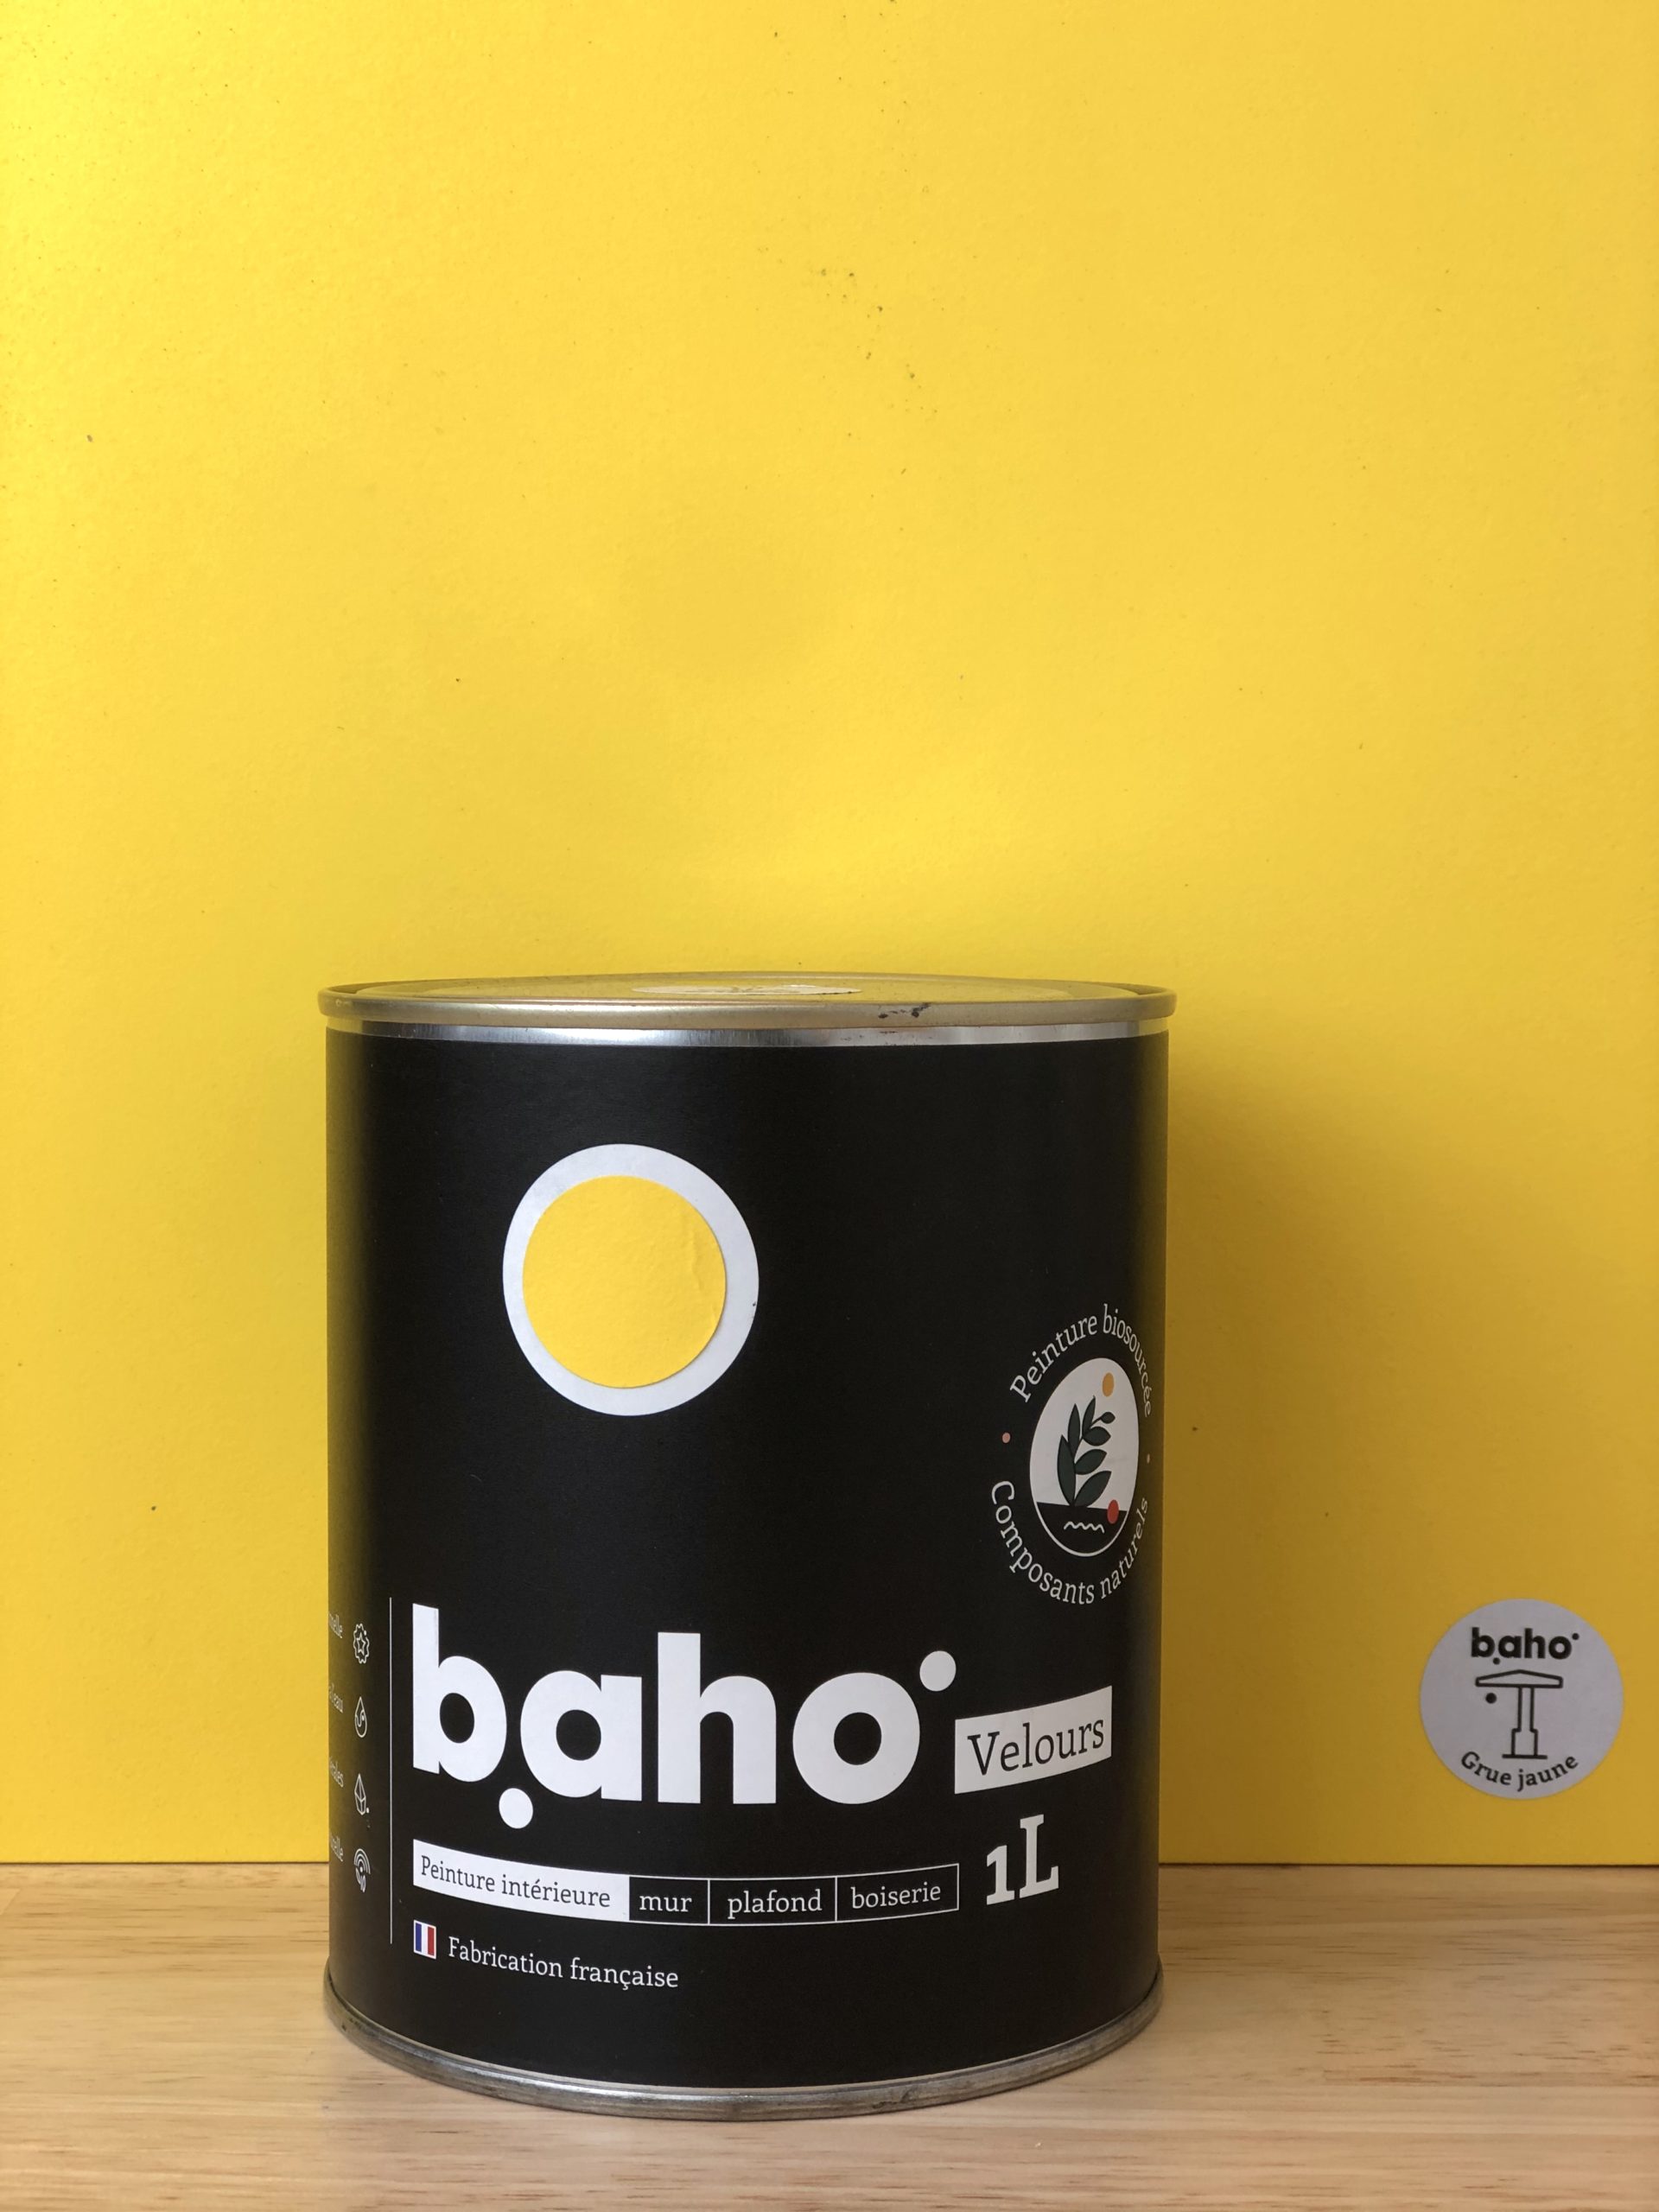 Peinture biosourcée
Composants naturels
baho
Velours
1L
Peinture intérieure mur plafond boiserie
Fabrication française
baho
Grue jaune